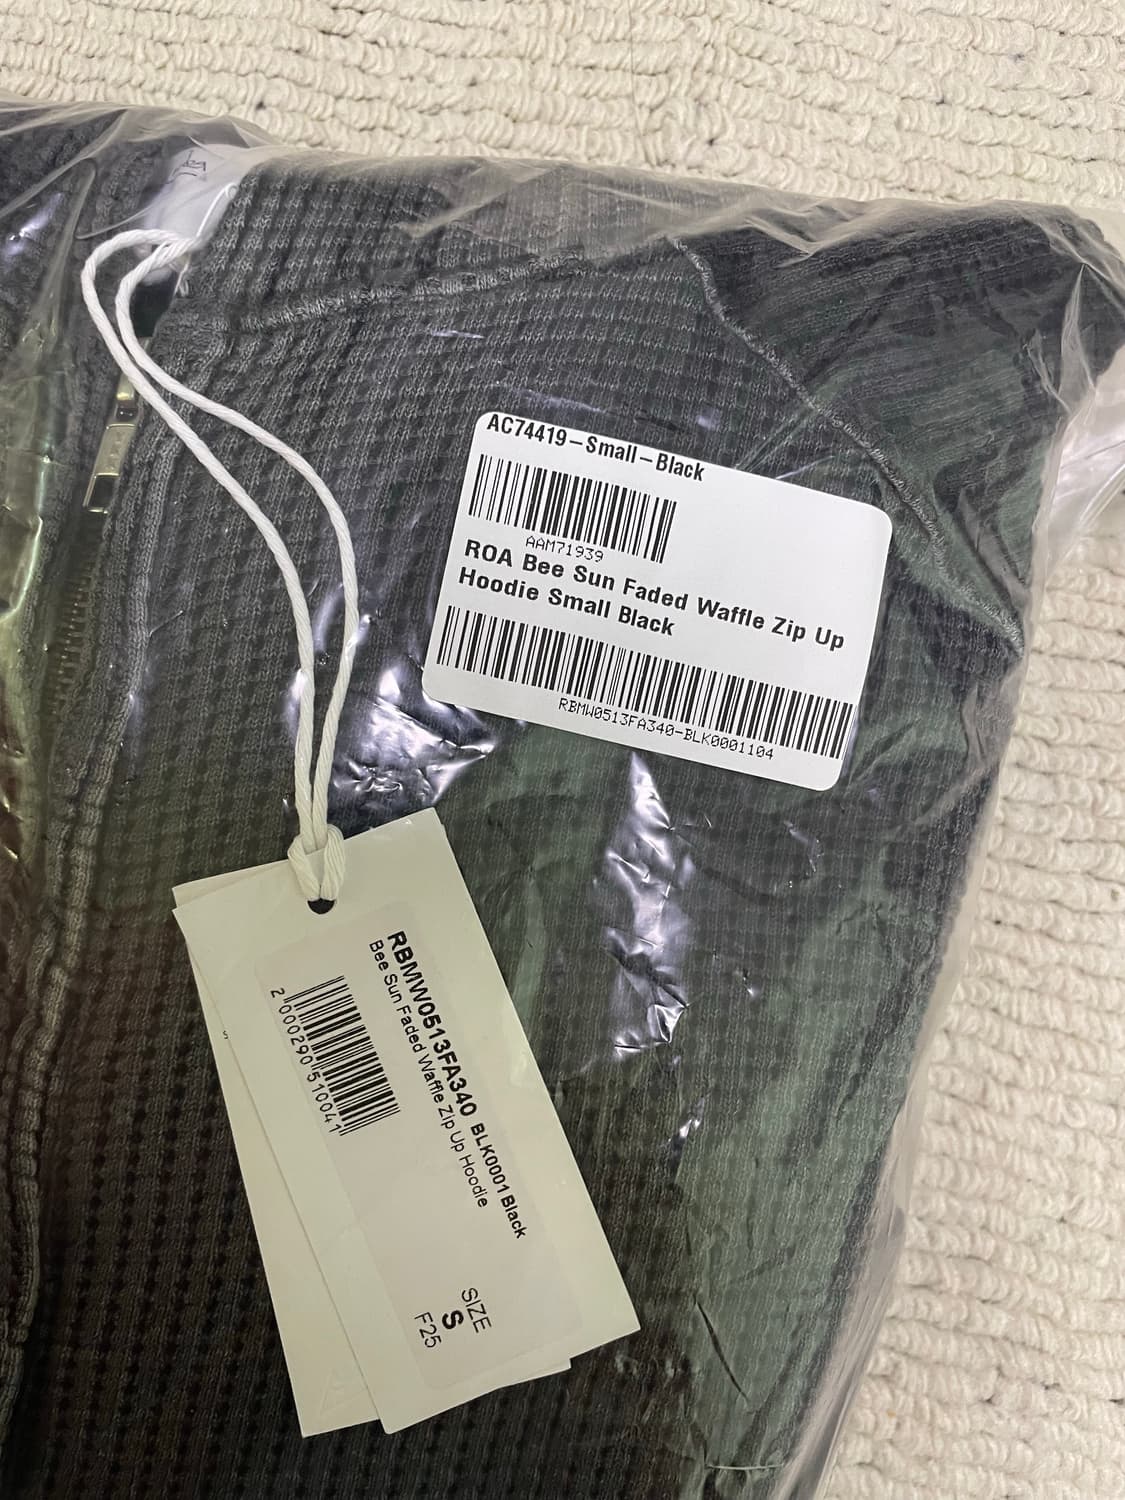 AC74419-Small-Black
AAM71939
ROA Bee Sun Faded Waffle Zip Up
Hoodie Small Black
RBMW0513FA340-BLK0001104
RBMW0513FA340 BLK0001 Black
Bee Sun Faded Waffle Zip Up Hoodie
2 000290 510041
SIZE
S
F25